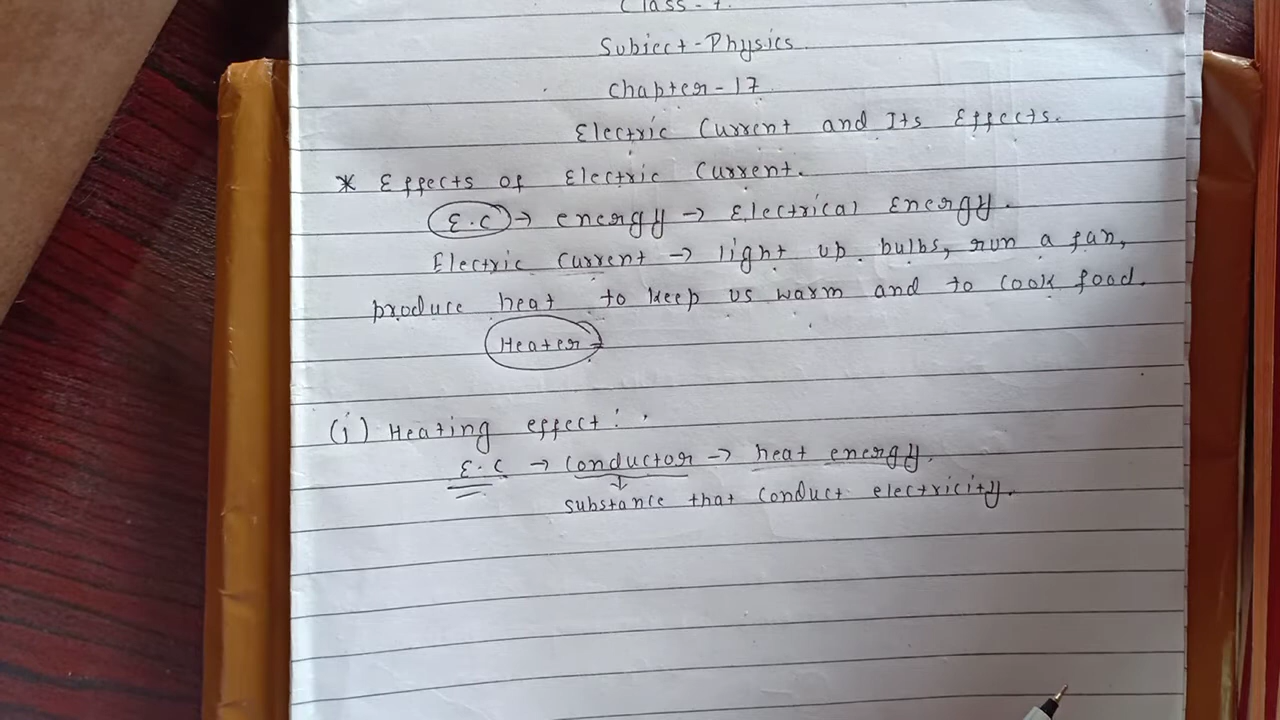 Class-7.
Subject-Physics
Chapter-17
Electric Current and Its Effects.
* Effects of Electric Current.
E.C → energy → Electrical Energy.
Electric Current → light up bulbs, run a fan,
produce heat to keep us warm and to cook food.
Heater
(i) Heating effect:
E.C → Conductor → heat energy.
↓
substance that conduct electricity.